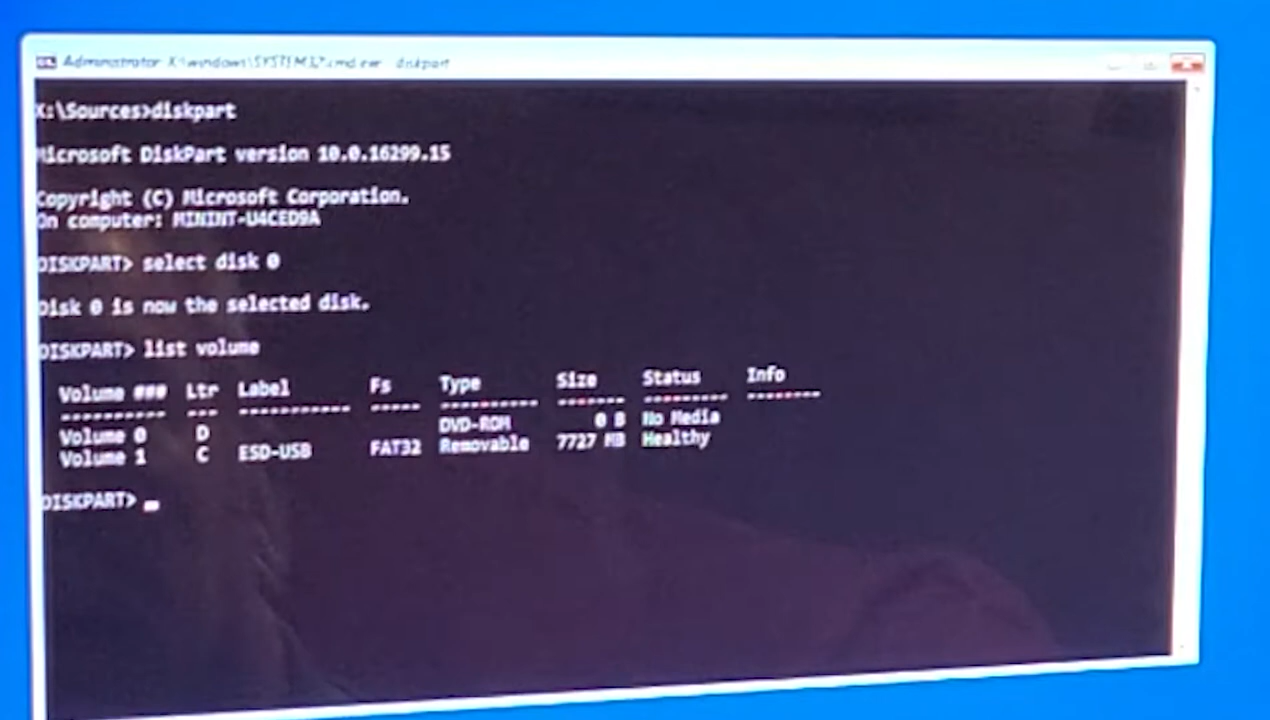 Administrator: X:\windows\SYSTEM32\cmd.exe - diskpart
X:\Sources>diskpart
Microsoft DiskPart version 10.0.16299.15
Copyright (C) Microsoft Corporation.
On computer: MININT-U4CED9A
DISKPART> select disk 0
Disk 0 is now the selected disk.
DISKPART> list volume
Volume ### Ltr Label Fs Type Size Status Info
---------- --- ----------- ----- ---------- ------- --------- --------
Volume 0 D DVD-ROM 0 B No Media
Volume 1 C ESD-USB FAT32 Removable 7727 MB Healthy
DISKPART>